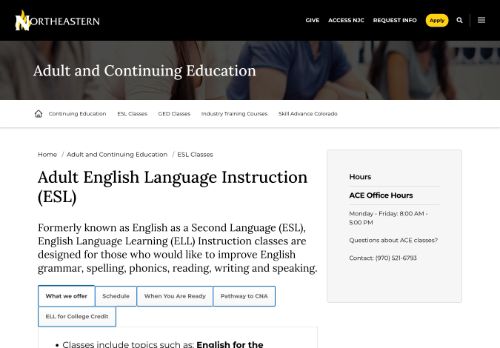 NORTHEASTERN
GIVE ACCESS NJC REQUEST INFO Apply
Adult and Continuing Education
Continuing Education ESL Classes GED Classes Industry Training Courses Skill Advance Colorado
Home / Adult and Continuing Education / ESL Classes
Adult English Language Instruction
(ESL)
Formerly known as English as a Second Language (ESL),
English Language Learning (ELL) Instruction classes are
designed for those who would like to improve English
grammar, spelling, phonics, reading, writing and speaking.
What we offer Schedule When You Are Ready Pathway to CNA
ELL for College Credit
• Classes include topics such as: English for the
Hours
ACE Office Hours
Monday - Friday: 8:00 AM -
5:00 PM
Questions about ACE classes?
Contact: (970) 521-6793